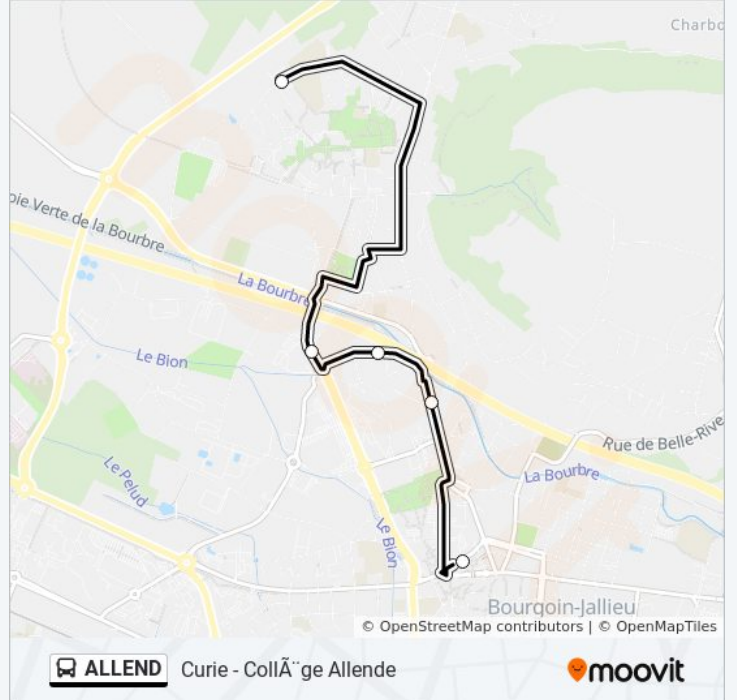 Charbo
oie Verte de la Bourbre
La Bourbre
Le Bion
Rue de Belle-Rive
La Bourbre
Le Pelud
Le Bion
Bourgoin-Jallieu
© OpenStreetMap contributors | © OpenMapTiles
ALLEND Curie - CollÃ¨ge Allende moovit